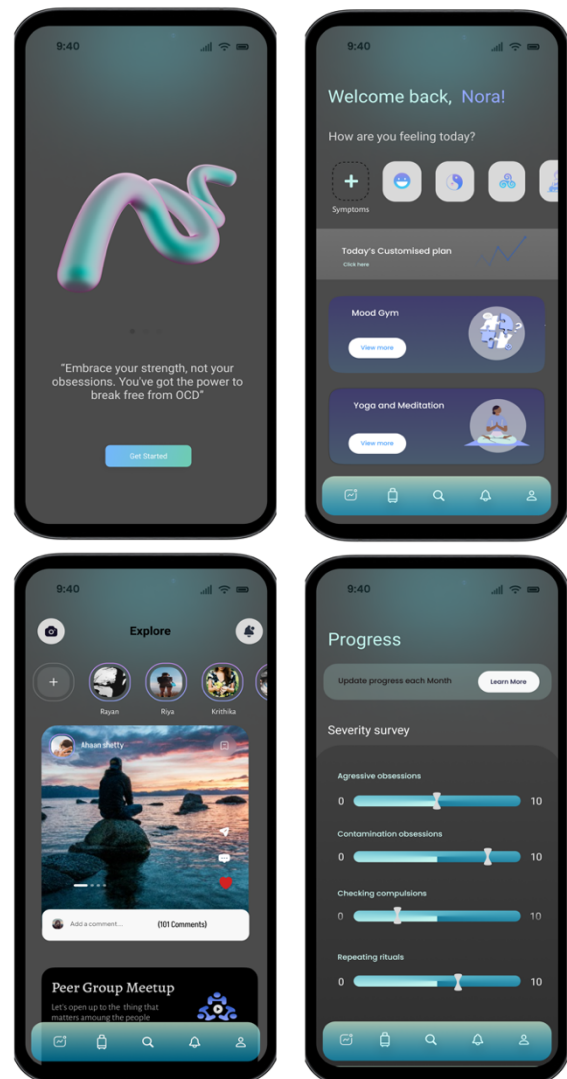 9:40
"Embrace your strength, not your
obsessions. You've got the power to
break free from OCD"
Get Started
9:40
Welcome back, Nora!
How are you feeling today?
Symptoms
Today's Customised plan
Click here
Mood Gym
View more
Yoga and Meditation
View more
9:40
Explore
Rayan Riya Krithika
Ahaan shetty
Add a comment... (101 Comments)
Peer Group Meetup
Let's open up to the thing that
matters amoung the people
9:40
Progress
Update progress each Month Learn More
Severity survey
Agressive obsessions
0 10
Contamination obsessions
0 10
Checking compulsions
0 10
Repeating rituals
0 10